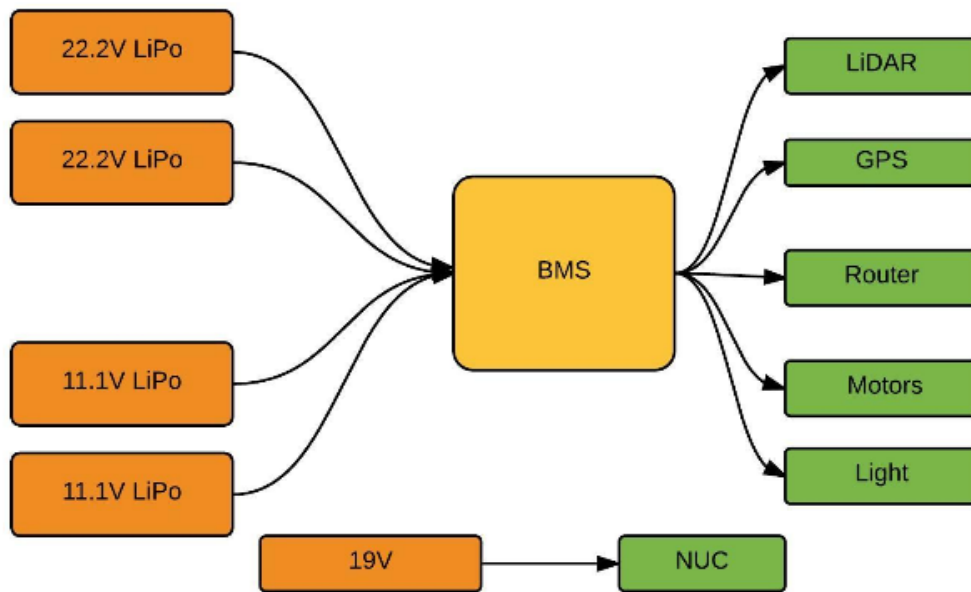 22.2V LiPo
22.2V LiPo
11.1V LiPo
11.1V LiPo
BMS
LiDAR
GPS
Router
Motors
Light
19V
NUC